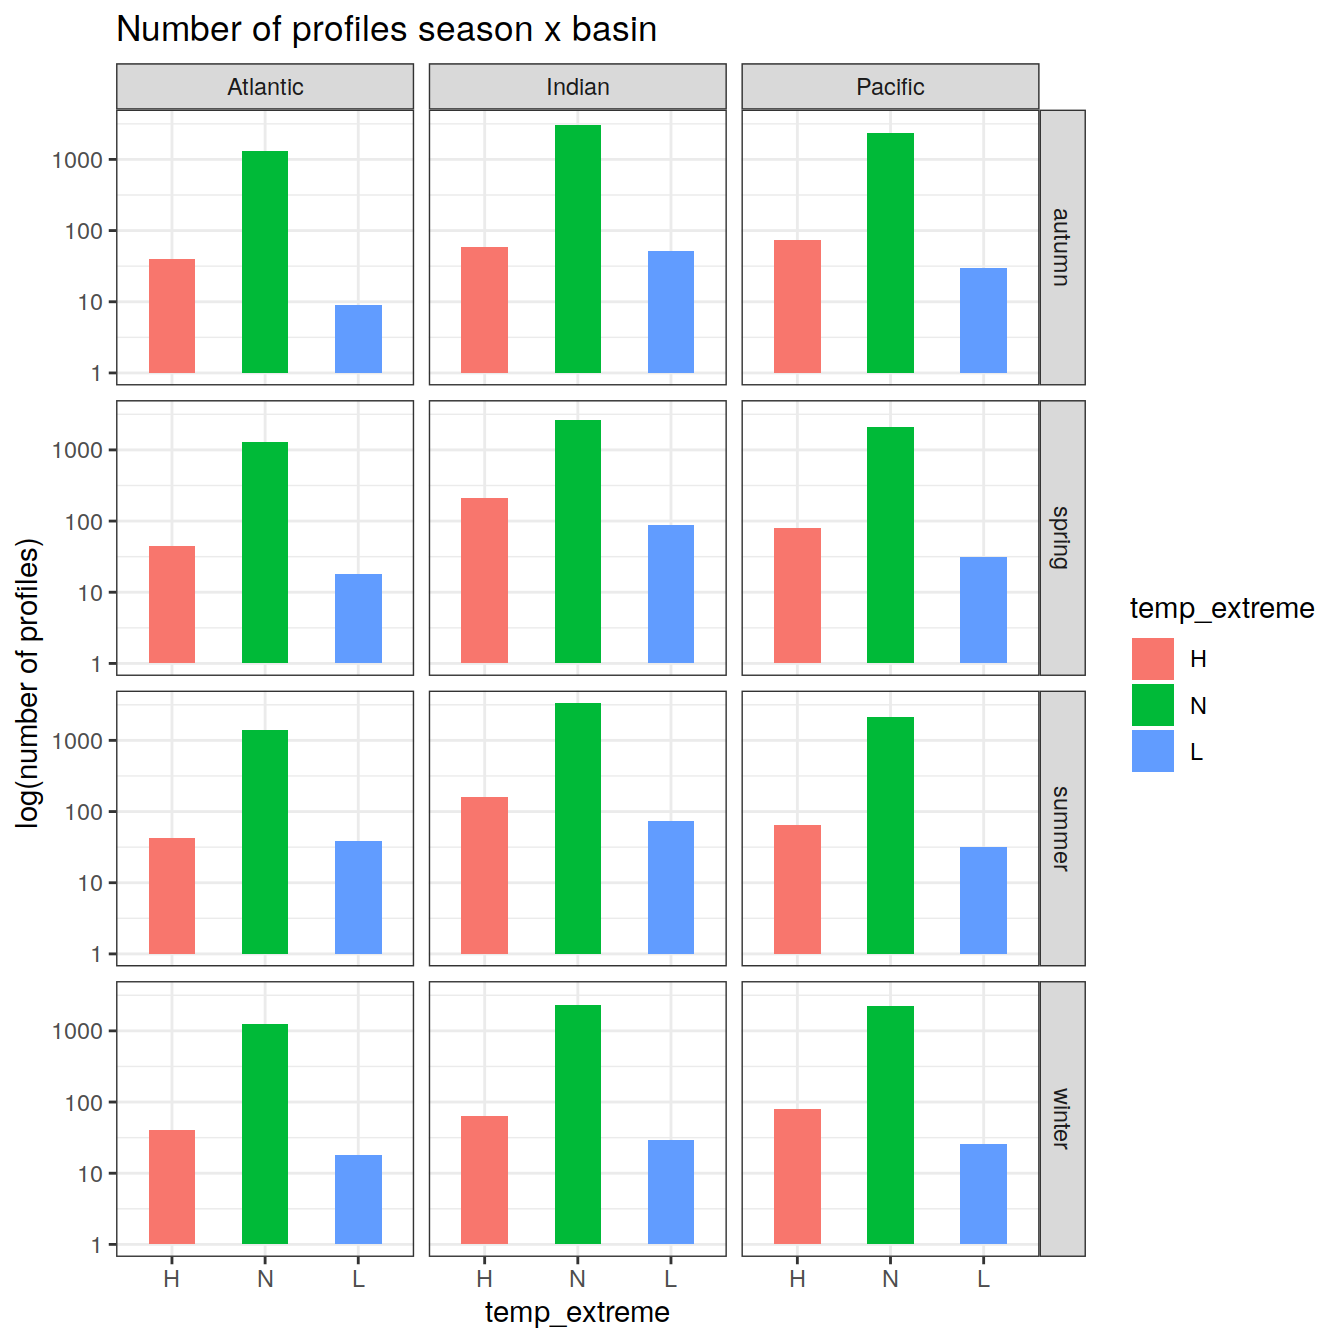 Number of profiles season x basin
Atlantic
Indian
Pacific
1000
100
10
1
autumn
1000
100
10
1
spring
1000
100
10
1
summer
1000
100
10
1
winter
H N L
H N L
H N L
temp_extreme
log(number of profiles)
temp_extreme
H
N
L